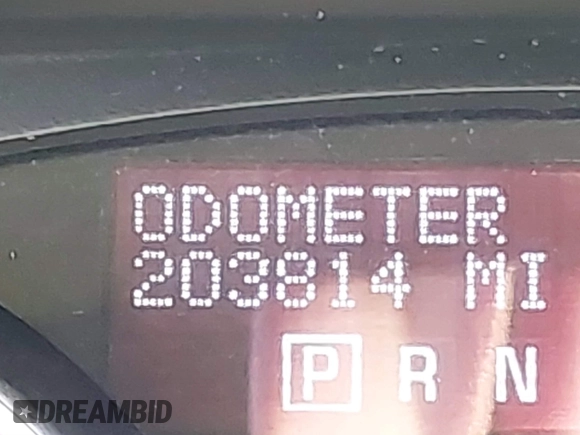 ODOMETER
203814 MI
P R N
DREAMBID